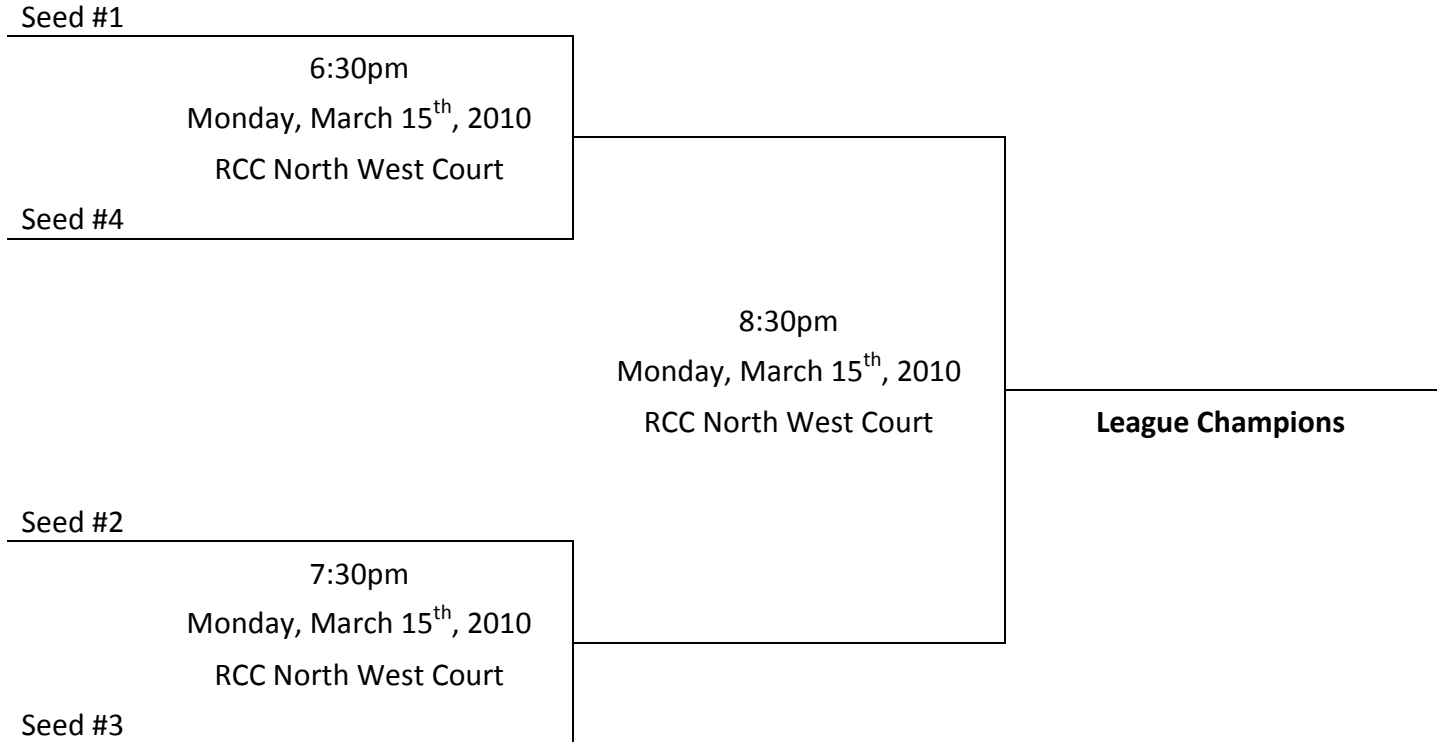 Seed #1
6:30pm
Monday, March 15th, 2010
RCC North West Court
Seed #4
8:30pm
Monday, March 15th, 2010
RCC North West Court
League Champions
Seed #2
7:30pm
Monday, March 15th, 2010
RCC North West Court
Seed #3